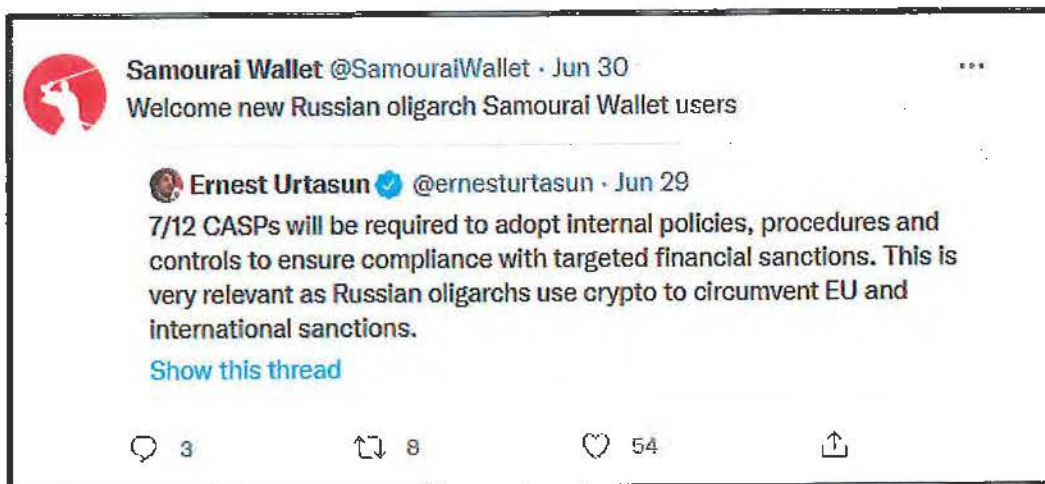 Samourai Wallet @SamouraiWallet · Jun 30
Welcome new Russian oligarch Samourai Wallet users
Ernest Urtasun @ernesturtasun · Jun 29
7/12 CASPs will be required to adopt internal policies, procedures and
controls to ensure compliance with targeted financial sanctions. This is
very relevant as Russian oligarchs use crypto to circumvent EU and
international sanctions.
Show this thread
3 8 54